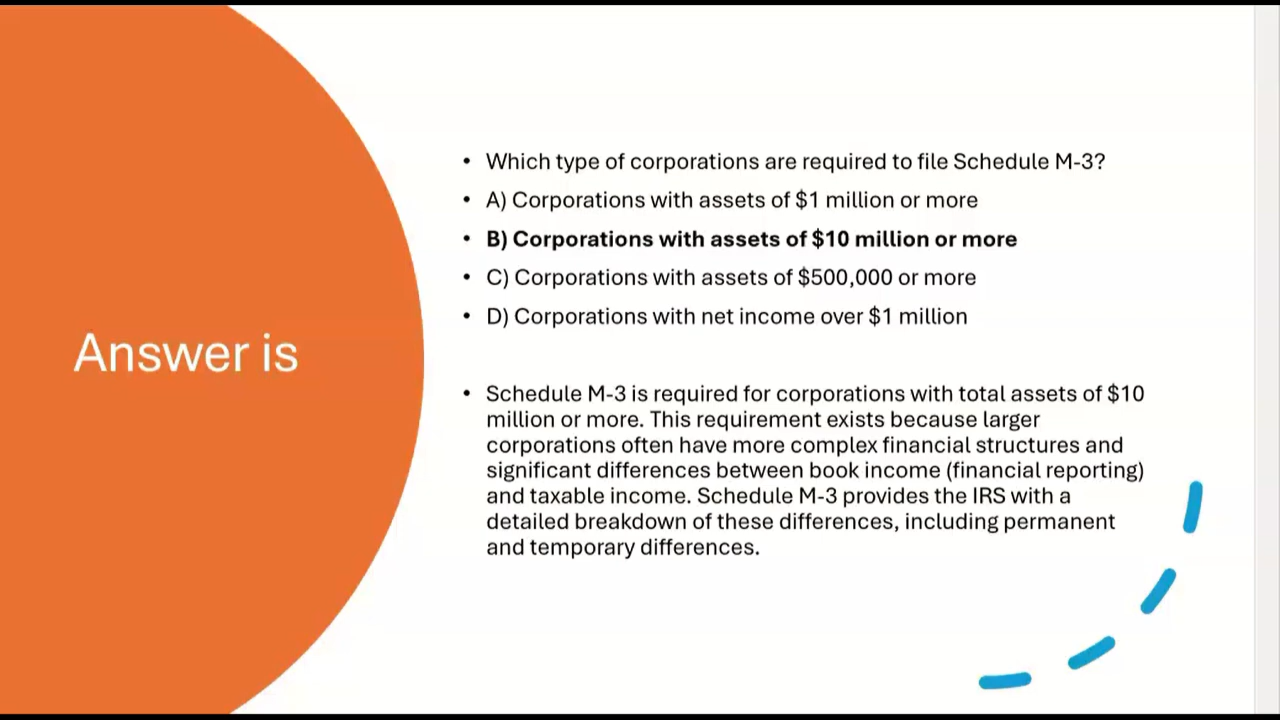 Answer is
• Which type of corporations are required to file Schedule M-3?
• A) Corporations with assets of $1 million or more
• B) Corporations with assets of $10 million or more
• C) Corporations with assets of $500,000 or more
• D) Corporations with net income over $1 million
• Schedule M-3 is required for corporations with total assets of $10
million or more. This requirement exists because larger
corporations often have more complex financial structures and
significant differences between book income (financial reporting)
and taxable income. Schedule M-3 provides the IRS with a
detailed breakdown of these differences, including permanent
and temporary differences.